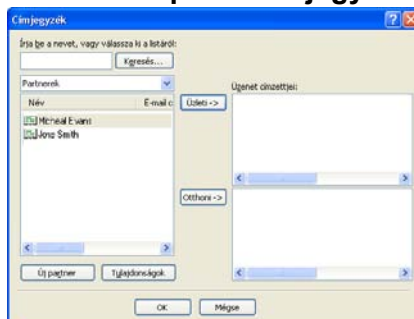 Címjegyzék
Írja be a nevet, vagy válassza ki a listáról:
Keresés...
Partnerek
Üzenet címzettjei:
Név E-mail c
Üzleti ->
Micheal Evans
Jone Smith
Otthoni ->
Új partner Tulajdonságok
OK Mégse